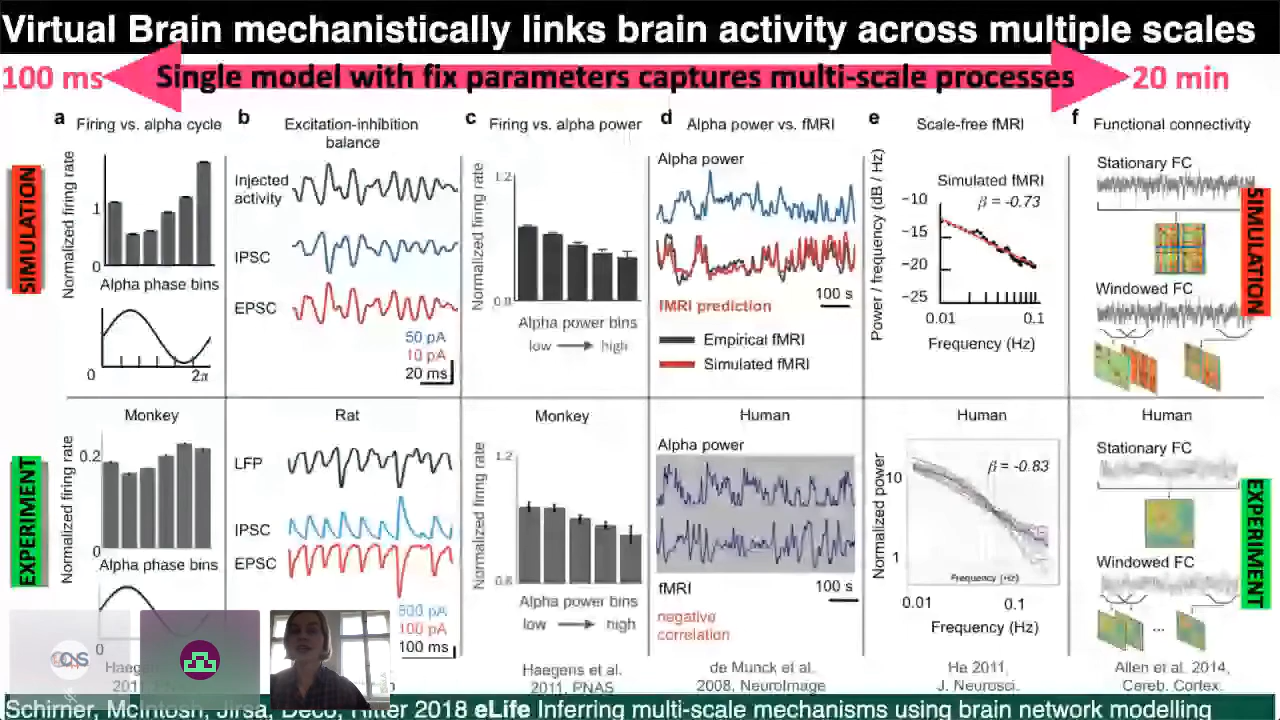 Virtual Brain mechanistically links brain activity across multiple scales
100 ms Single model with fix parameters captures multi-scale processes 20 min
a Firing vs. alpha cycle
b Excitation-inhibition
balance
c Firing vs. alpha power
d Alpha power vs. fMRI
e Scale-free fMRI
f Functional connectivity
SIMULATION
Normalized firing rate
1
0
Alpha phase bins
0 2π
Injected
activity
IPSC
EPSC
50 pA
10 pA
20 ms
Normalized firing rate
1.2
0.8
Alpha power bins
low high
Alpha power
fMRI prediction
100 s
Empirical fMRI
Simulated fMRI
Power / frequency (dB / Hz)
Simulated fMRI
β = -0.73
−10
−15
−20
−25
0.01 0.1
Frequency (Hz)
Stationary FC
Windowed FC
SIMULATION
EXPERIMENT
Monkey
Normalized firing rate
0.2
0
Alpha phase bins
0
Rat
LFP
IPSC
EPSC
100 pA
100 ms
Monkey
Normalized firing rate
1.2
0.8
Alpha power bins
low high
Haegens et al.
2011, PNAS
Human
Alpha power
fMRI
100 s
negative
correlation
de Munck et al.
2008, NeuroImage
Human
Normalized power
β = -0.83
10
1
Frequency (Hz)
0.01 0.1
Frequency (Hz)
He 2011,
J. Neurosci.
Human
Stationary FC
Windowed FC
...
Allen et al. 2014,
Cereb. Cortex.
EXPERIMENT
Schirner, McIntosh, Jirsa, Deco, Ritter 2018 eLife Inferring multi-scale mechanisms using brain network modelling